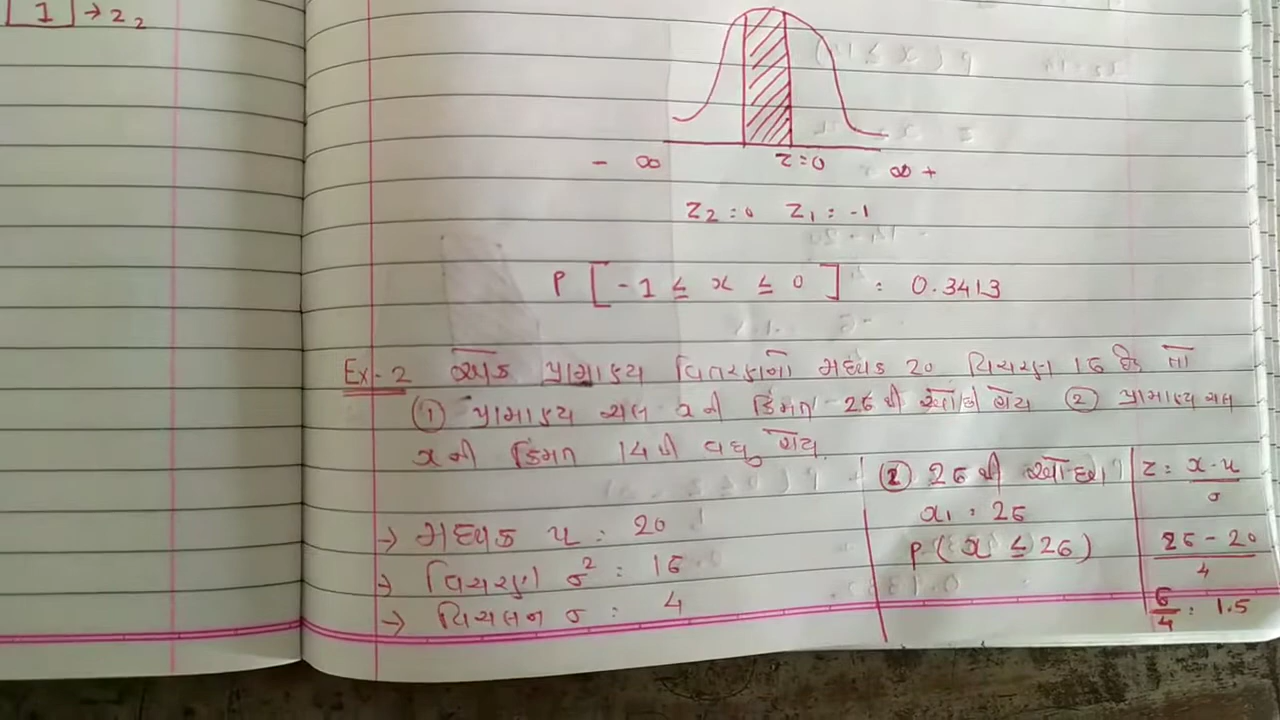 1 → z₂
- ∞ z=0 ∞ +
z₂ = 0 z₁ = -1
P [ -1 ≤ x ≤ 0 ] = 0.3413
Ex-2 એક પ્રામાણ્ય વિતરણનો મધ્યક 20 વિચરણ 16 છે તો
① પ્રામાણ્ય ચલ x ની કિંમત 26 થી ઓછી હોય ② પ્રામાણ્ય ચલ
x ની કિંમત 14 થી વધુ હોય.
→ મધ્યક μ = 20
→ વિચરણ σ² = 16
→ વિચલન σ = 4
① 26 થી ઓછી
x₁ = 26
P ( x ≤ 26 )
z = x - μ / σ
26 - 20 / 4
6/4 = 1.5